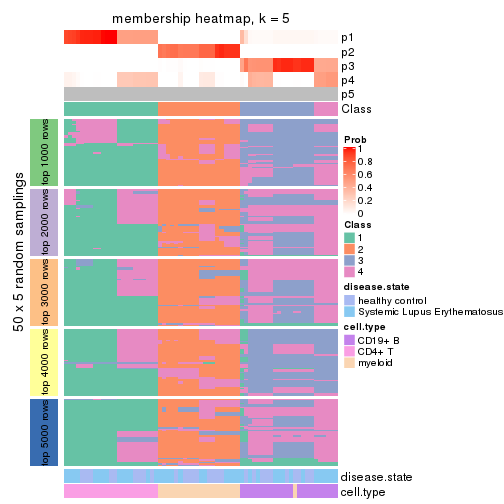 membership heatmap, k = 5
p1
p2
p3
p4
p5
Class
50 x 5 random samplings
top 1000 rows
top 2000 rows
top 3000 rows
top 4000 rows
top 5000 rows
disease.state
cell.type
Prob
1
0.8
0.6
0.4
0.2
0
Class
1
2
3
4
disease.state
healthy control
Systemic Lupus Erythematosus
cell.type
CD19+ B
CD4+ T
myeloid